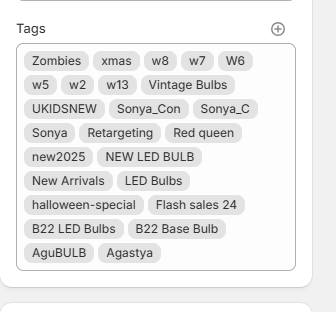 Tags
Zombies xmas w8 w7 W6
w5 w2 w13 Vintage Bulbs
UKIDSNEW Sonya_Con Sonya_C
Sonya Retargeting Red queen
new2025 NEW LED BULB
New Arrivals LED Bulbs
halloween-special Flash sales 24
B22 LED Bulbs B22 Base Bulb
AguBULB Agastya